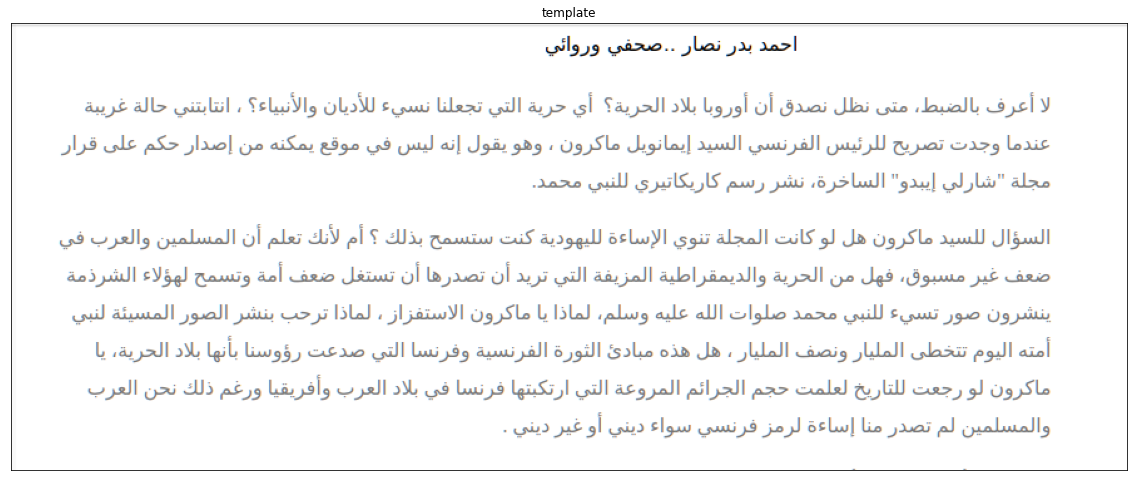 template
احمد بدر نصار ..صحفي وروائي
لا أعرف بالضبط، متى نظل نصدق أن أوروبا بلاد الحرية؟ أي حرية التي تجعلنا نسيء للأديان والأنبياء؟ ، انتابتني حالة غريبة
عندما وجدت تصريح للرئيس الفرنسي السيد إيمانويل ماكرون ، وهو يقول إنه ليس في موقع يمكنه من إصدار حكم على قرار
مجلة "شارلي إيبدو" الساخرة، نشر رسم كاريكاتيري للنبي محمد.
السؤال للسيد ماكرون هل لو كانت المجلة تنوي الإساءة لليهودية كنت ستسمح بذلك ؟ أم لأنك تعلم أن المسلمين والعرب في
ضعف غير مسبوق، فهل من الحرية والديمقراطية المزيفة التي تريد أن تصدرها أن تستغل ضعف أمة وتسمح لهؤلاء الشرذمة
ينشرون صور تسيء للنبي محمد صلوات الله عليه وسلم، لماذا يا ماكرون الاستفزاز ، لماذا ترحب بنشر الصور المسيئة لنبي
أمته اليوم تتخطى المليار ونصف المليار ، هل هذه مبادئ الثورة الفرنسية وفرنسا التي صدعت رؤوسنا بأنها بلاد الحرية، يا
ماكرون لو رجعت للتاريخ لعلمت حجم الجرائم المروعة التي ارتكبتها فرنسا في بلاد العرب وأفريقيا ورغم ذلك نحن العرب
والمسلمين لم تصدر منا إساءة لرمز فرنسي سواء ديني أو غير ديني .